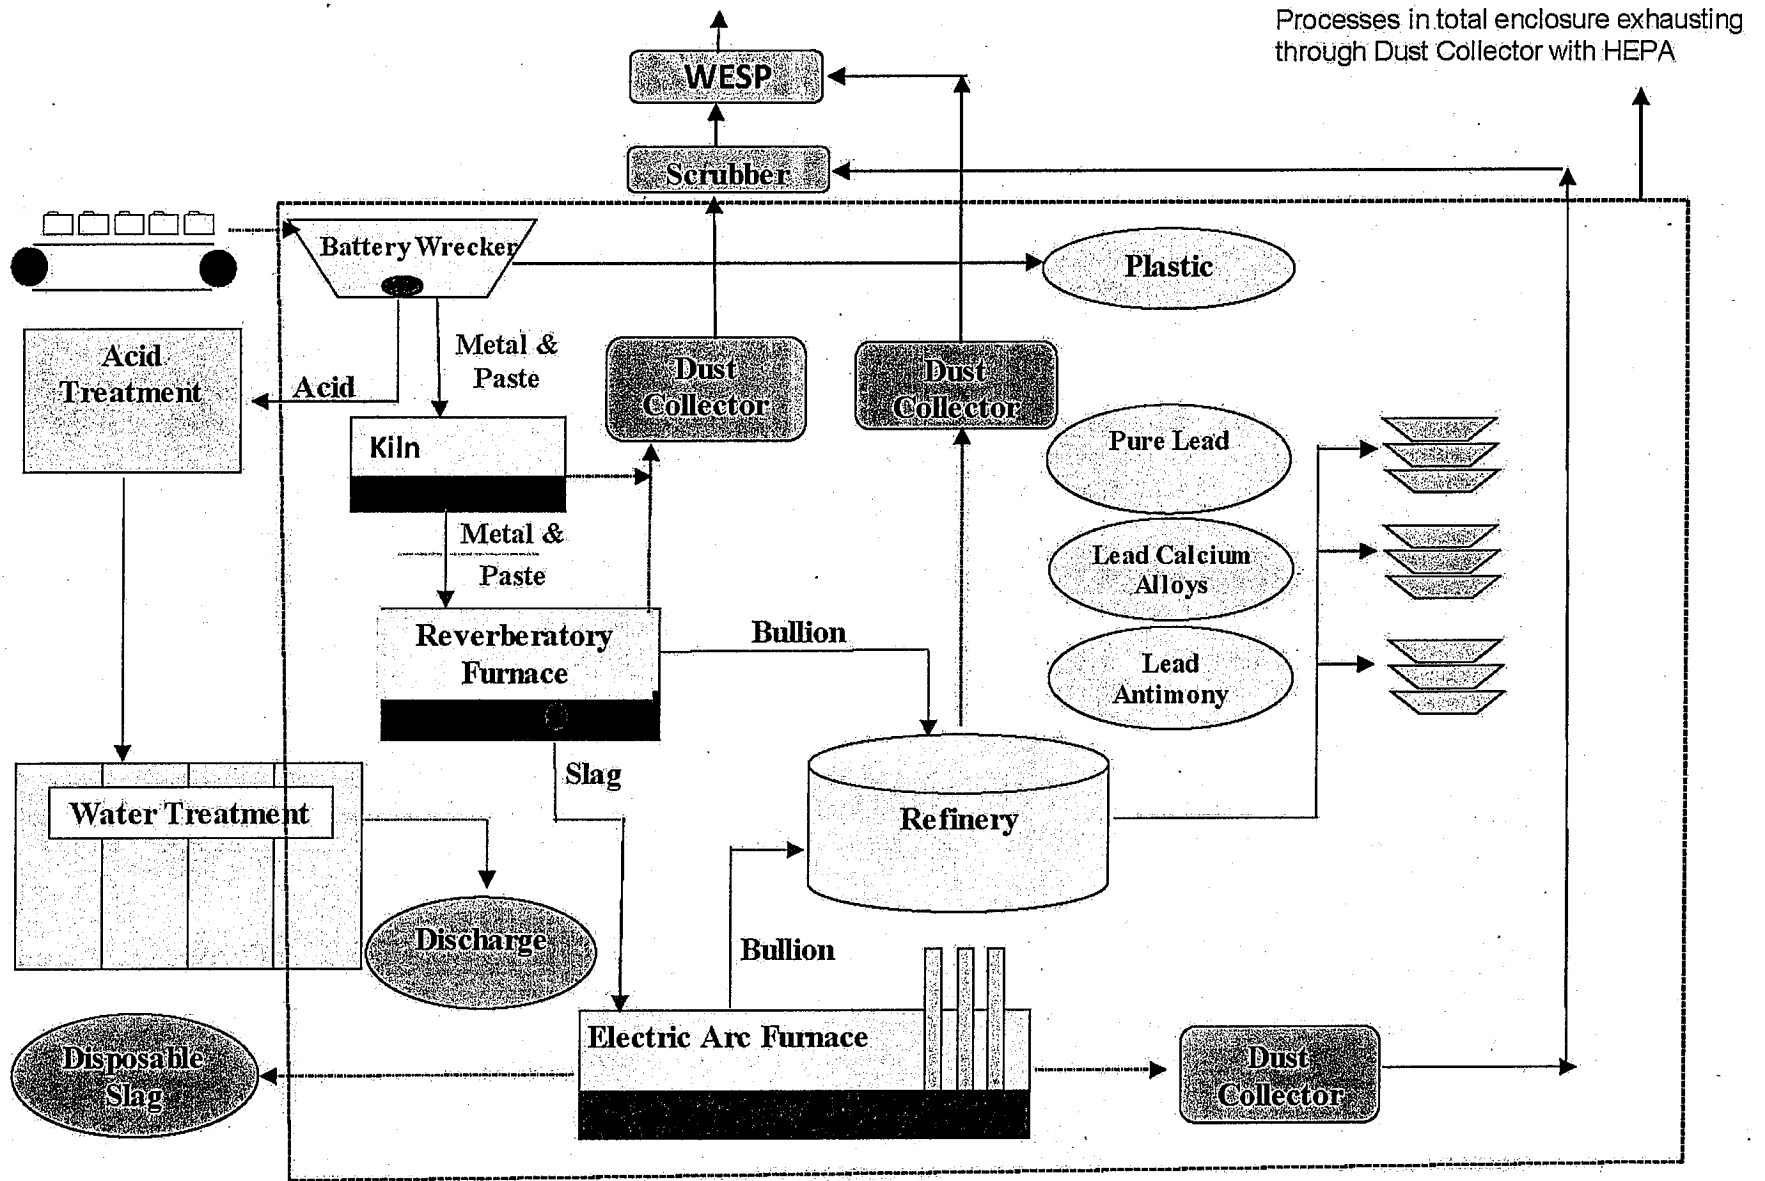 Processes in total enclosure exhausting
through Dust Collector with HEPA
WESP
Scrubber
Battery Wrecker
Plastic
Acid
Treatment
Acid
Metal &
Paste
Dust
Collector
Dust
Collector
Kiln
Pure Lead
Metal &
Paste
Lead Calcium
Alloys
Reverberatory
Furnace
Bullion
Lead
Antimony
Slag
Water Treatment
Refinery
Discharge
Bullion
Electric Arc Furnace
Disposable
Slag
Dust
Collector